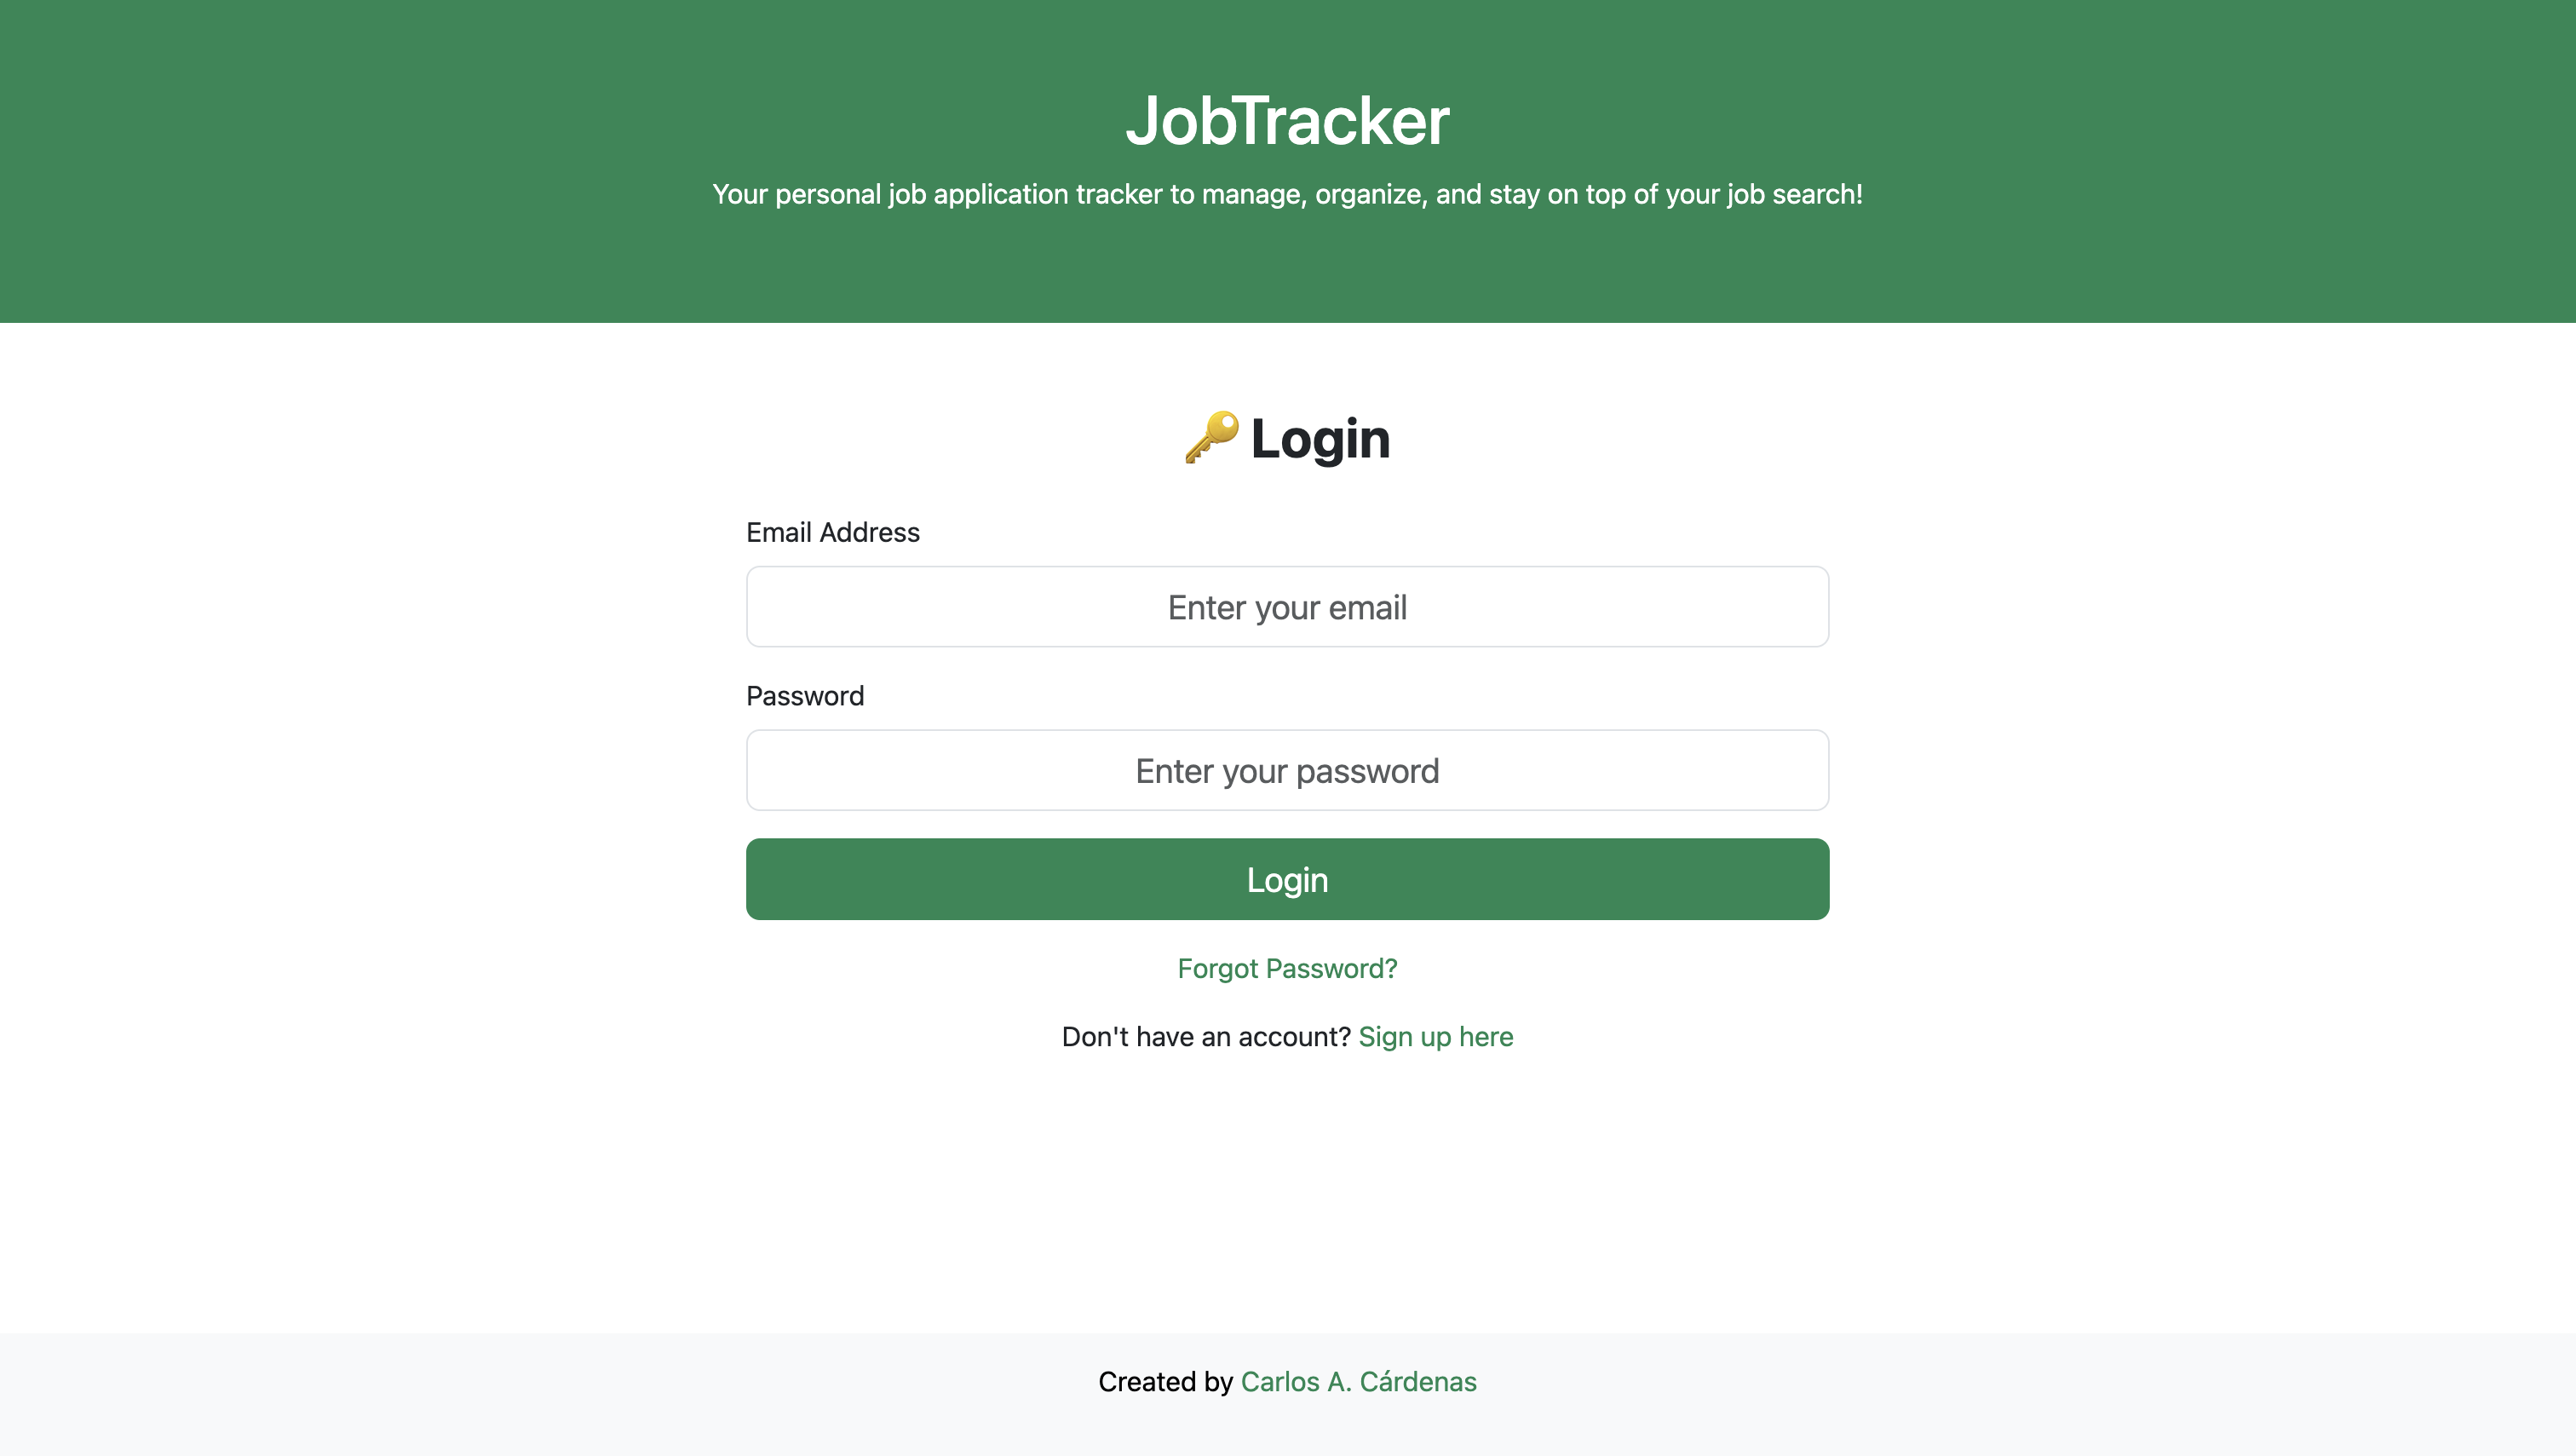 JobTracker
Your personal job application tracker to manage, organize, and stay on top of your job search!
🔑 Login
Email Address
Enter your email
Password
Enter your password
Login
Forgot Password?
Don't have an account? Sign up here
Created by Carlos A. Cárdenas